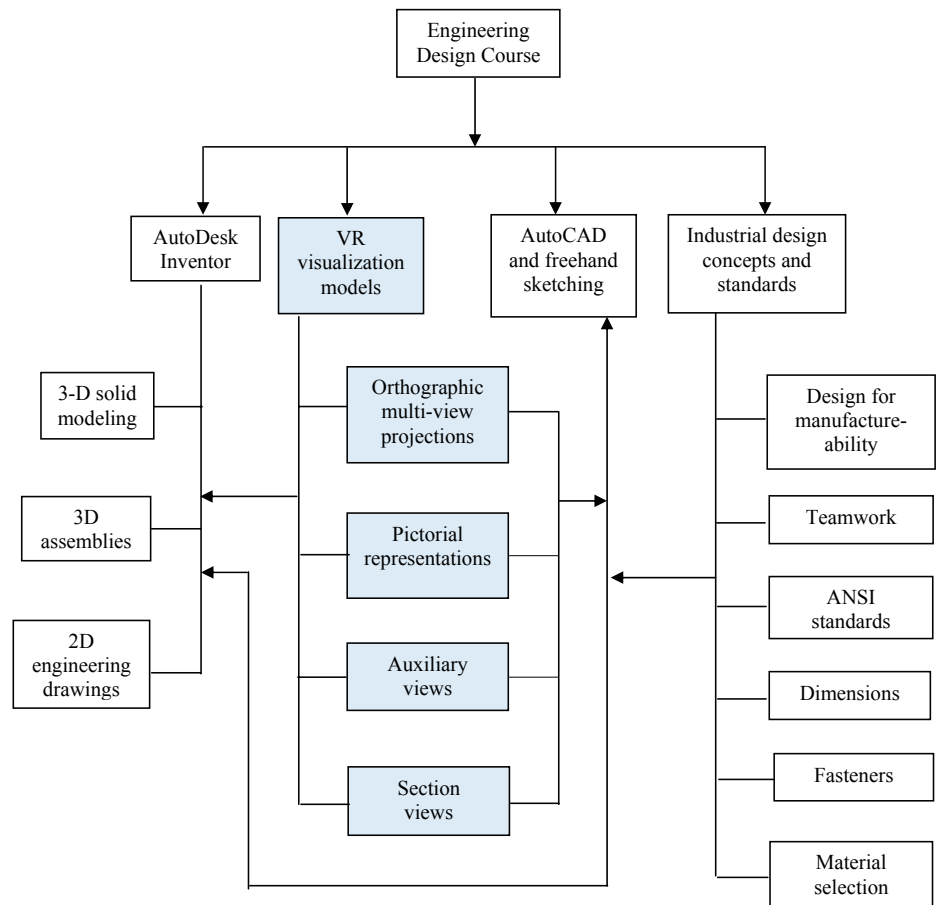 Engineering
Design Course
AutoDesk
Inventor
VR
visualization
models
AutoCAD
and freehand
sketching
Industrial design
concepts and
standards
3-D solid
modeling
3D
assemblies
2D
engineering
drawings
Orthographic
multi-view
projections
Pictorial
representations
Auxiliary
views
Section
views
Design for
manufacture-
ability
Teamwork
ANSI
standards
Dimensions
Fasteners
Material
selection